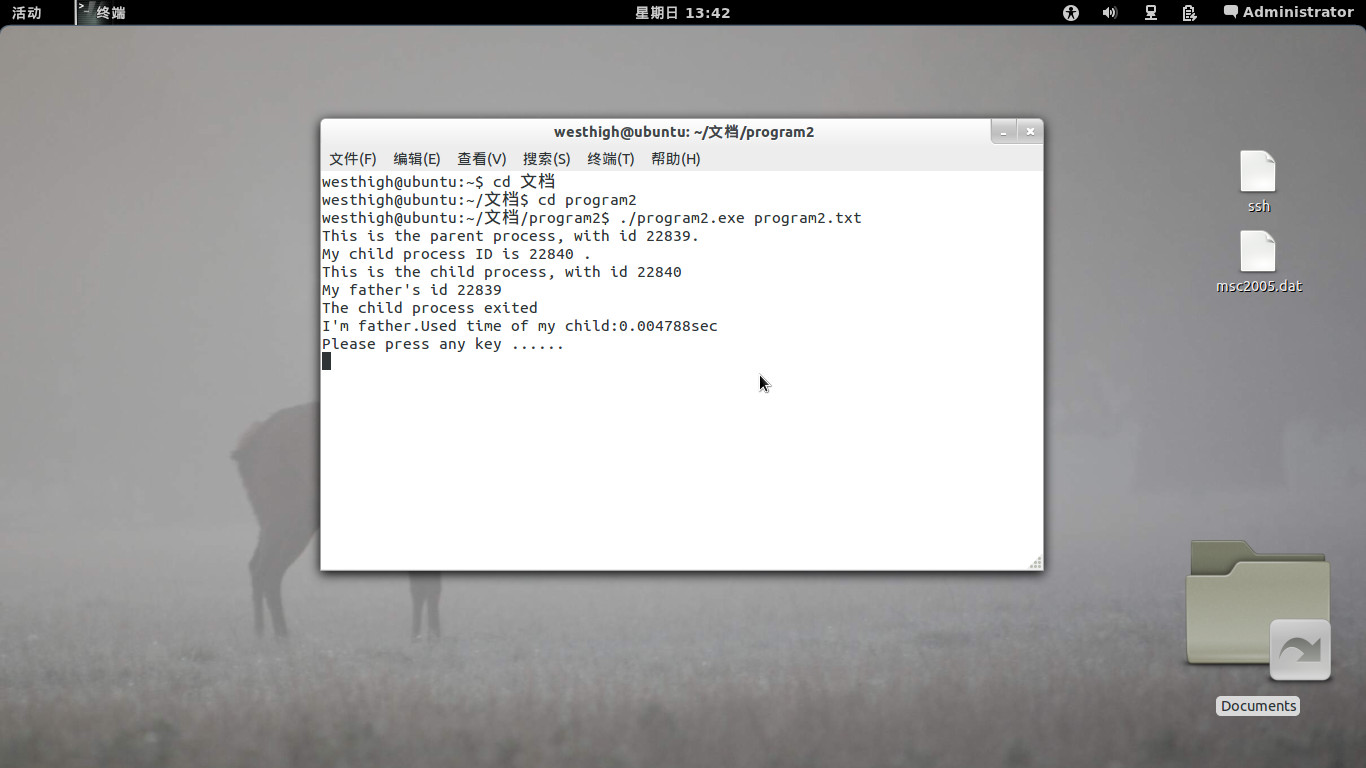 活动 终端 星期日 13:42 Administrator
westhigh@ubuntu: ~/文档/program2
文件(F) 编辑(E) 查看(V) 搜索(S) 终端(T) 帮助(H)
westhigh@ubuntu:~$ cd 文档
westhigh@ubuntu:~/文档$ cd program2
westhigh@ubuntu:~/文档/program2$ ./program2.exe program2.txt
This is the parent process, with id 22839.
My child process ID is 22840 .
This is the child process, with id 22840
My father's id 22839
The child process exited
I'm father.Used time of my child:0.004788sec
Please press any key ......
ssh
msc2005.dat
Documents